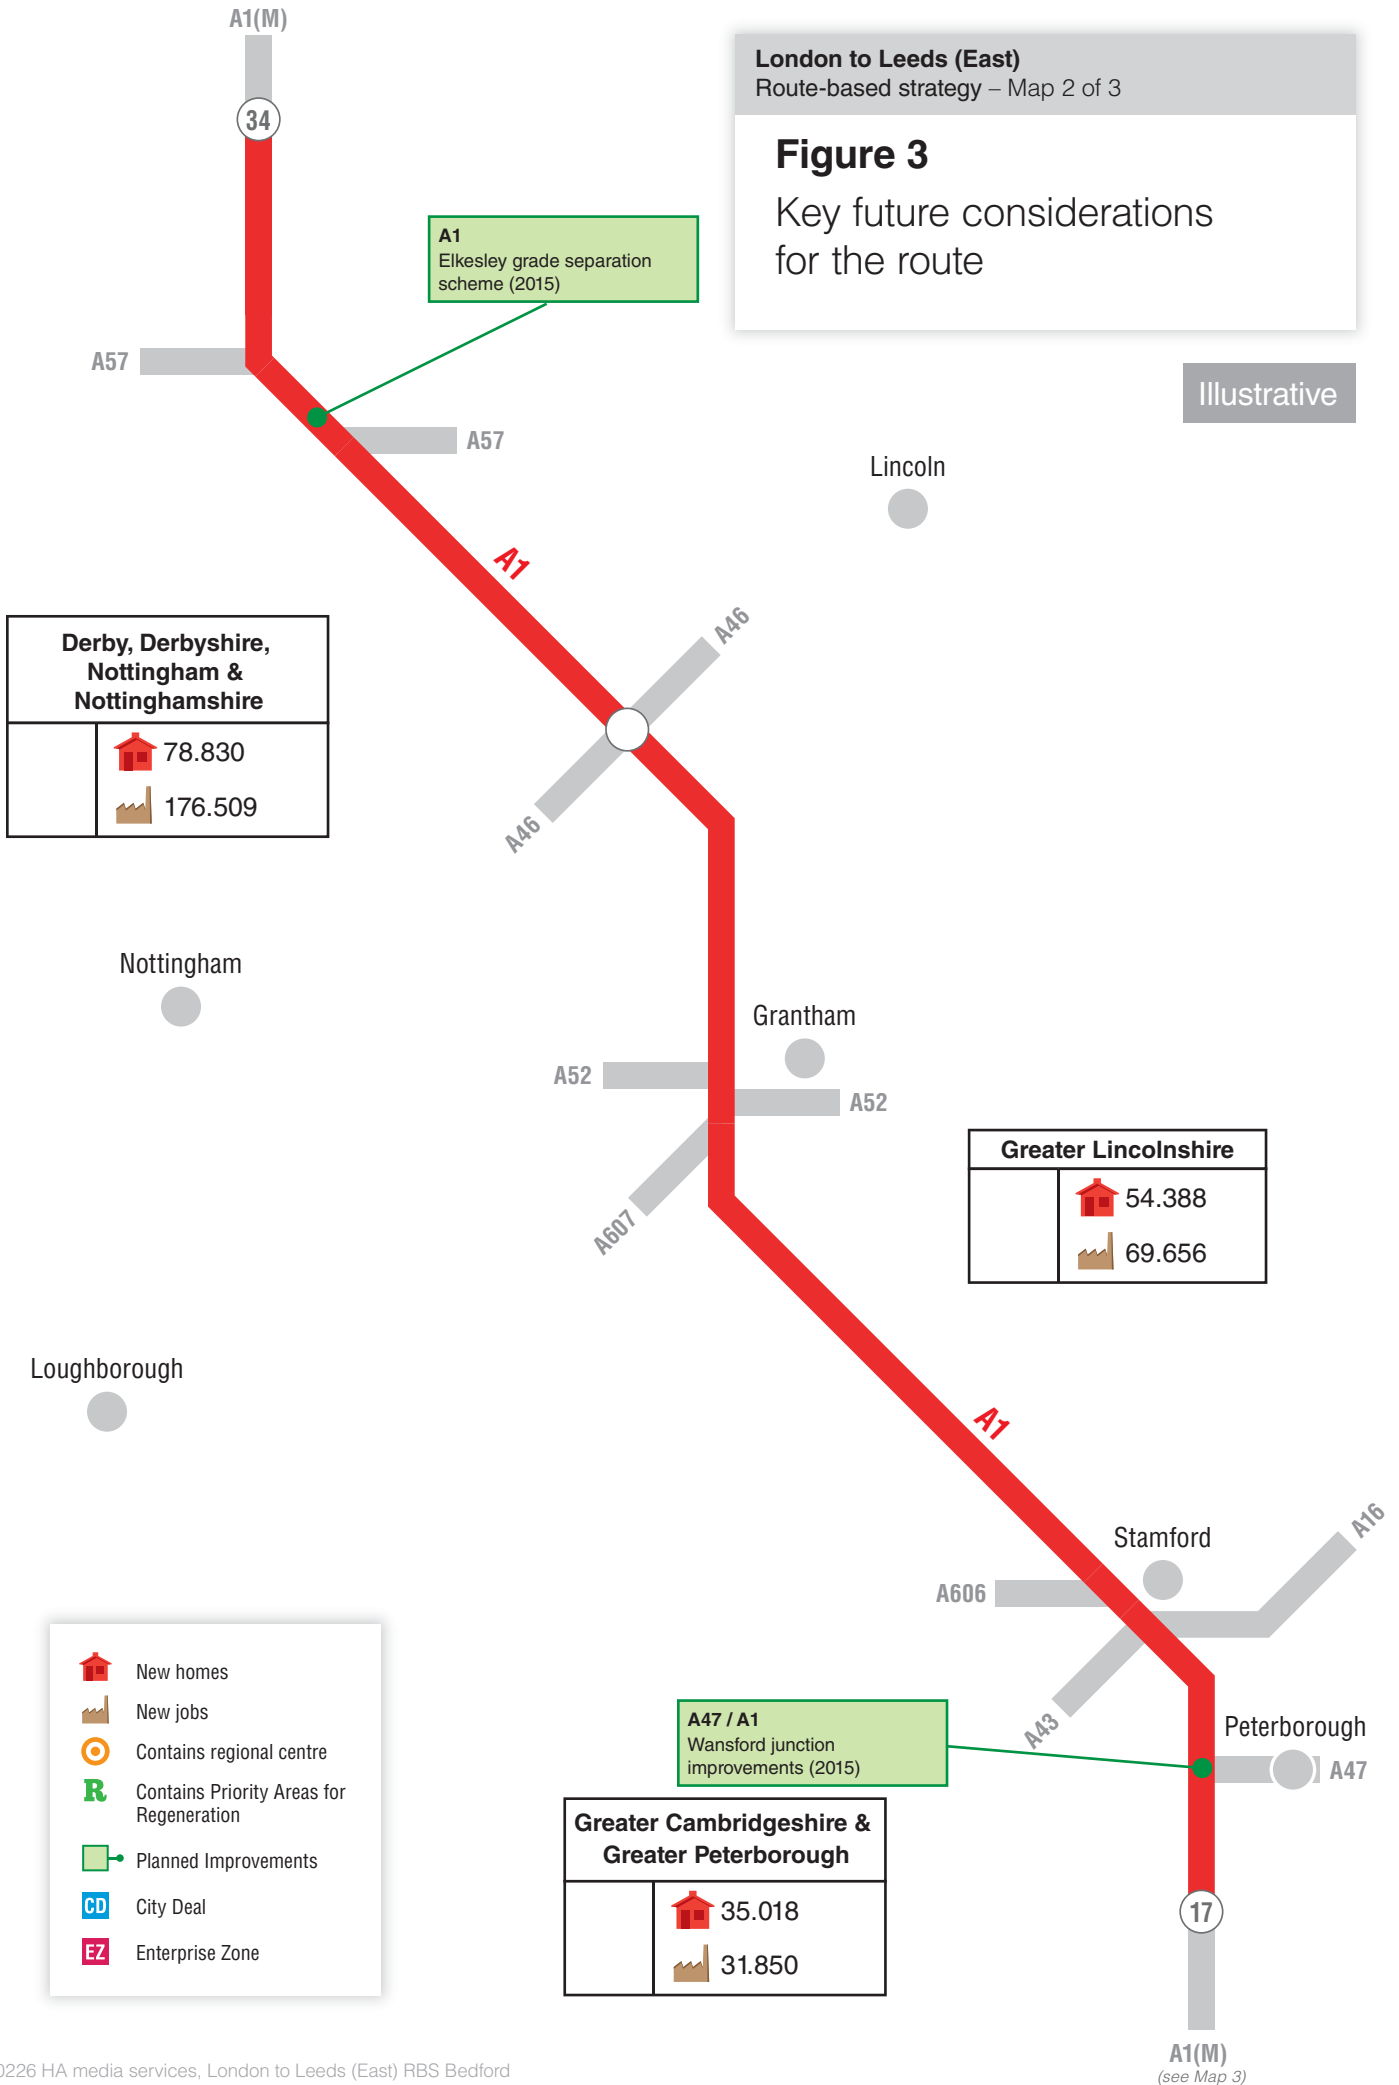 A1(M)
34
London to Leeds (East)
Route-based strategy – Map 2 of 3
Figure 3
Key future considerations
for the route
A1
Elkesley grade separation
scheme (2015)
A57
Illustrative
A57
Lincoln
A1
A46
Derby, Derbyshire,
Nottingham &
Nottinghamshire
78.830
176.509
A46
Nottingham
Grantham
A52
A52
Greater Lincolnshire
54.388
69.656
A607
Loughborough
A1
A16
Stamford
A606
A43
A47 / A1
Wansford junction
improvements (2015)
Peterborough
A47
Greater Cambridgeshire &
Greater Peterborough
35.018
31.850
17
New homes
New jobs
Contains regional centre
R
Contains Priority Areas for
Regeneration
Planned Improvements
CD
City Deal
EZ
Enterprise Zone
A1(M)
(see Map 3)
0226 HA media services, London to Leeds (East) RBS Bedford